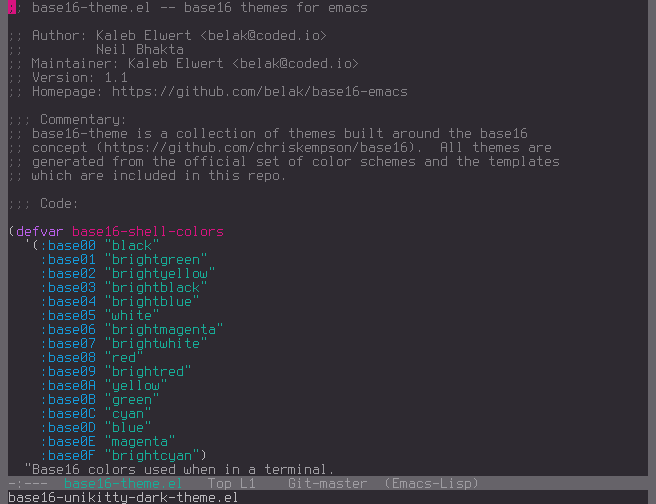 ;; base16-theme.el -- base16 themes for emacs
;; Author: Kaleb Elwert <belak@coded.io>
;;         Neil Bhakta
;; Maintainer: Kaleb Elwert <belak@coded.io>
;; Version: 1.1
;; Homepage: https://github.com/belak/base16-emacs
;;; Commentary:
;; base16-theme is a collection of themes built around the base16
;; concept (https://github.com/chriskempson/base16).  All themes are
;; generated from the official set of color schemes and the templates
;; which are included in this repo.
;;; Code:
(defvar base16-shell-colors
  '(:base00 "black"
    :base01 "brightgreen"
    :base02 "brightyellow"
    :base03 "brightblack"
    :base04 "brightblue"
    :base05 "white"
    :base06 "brightmagenta"
    :base07 "brightwhite"
    :base08 "red"
    :base09 "brightred"
    :base0A "yellow"
    :base0B "green"
    :base0C "cyan"
    :base0D "blue"
    :base0E "magenta"
    :base0F "brightcyan")
  "Base16 colors used when in a terminal.
-:---  base16-theme.el   Top L1    Git-master  (Emacs-Lisp)
base16-unikitty-dark-theme.el